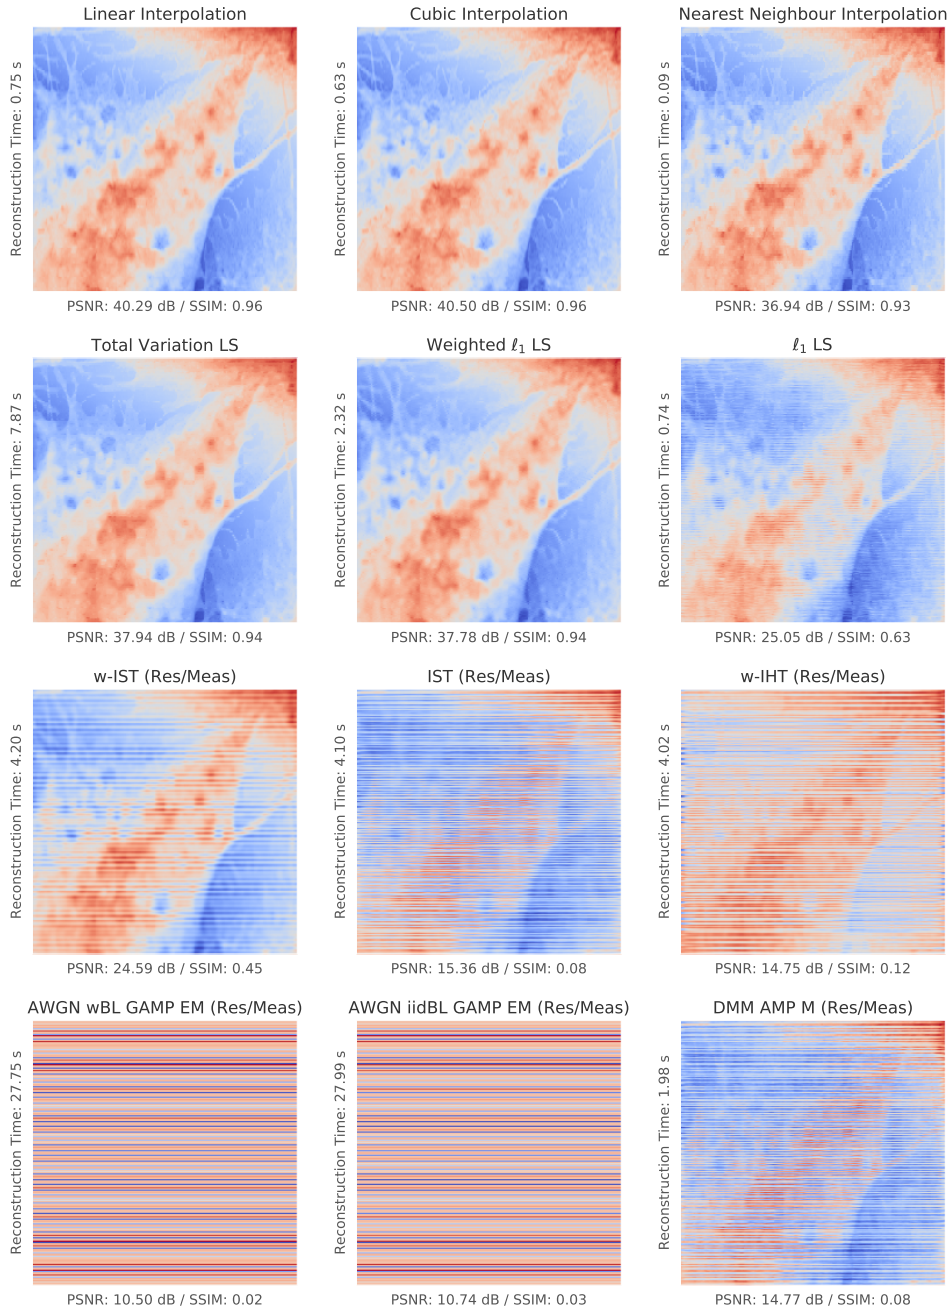 Linear Interpolation
Reconstruction Time: 0.75 s
PSNR: 40.29 dB / SSIM: 0.96
Cubic Interpolation
Reconstruction Time: 0.63 s
PSNR: 40.50 dB / SSIM: 0.96
Nearest Neighbour Interpolation
Reconstruction Time: 0.09 s
PSNR: 36.94 dB / SSIM: 0.93
Total Variation LS
Reconstruction Time: 7.87 s
PSNR: 37.94 dB / SSIM: 0.94
Weighted ℓ₁ LS
Reconstruction Time: 2.32 s
PSNR: 37.78 dB / SSIM: 0.94
ℓ₁ LS
Reconstruction Time: 0.74 s
PSNR: 25.05 dB / SSIM: 0.63
w-IST (Res/Meas)
Reconstruction Time: 4.20 s
PSNR: 24.59 dB / SSIM: 0.45
IST (Res/Meas)
Reconstruction Time: 4.10 s
PSNR: 15.36 dB / SSIM: 0.08
w-IHT (Res/Meas)
Reconstruction Time: 4.02 s
PSNR: 14.75 dB / SSIM: 0.12
AWGN wBL GAMP EM (Res/Meas)
Reconstruction Time: 27.75 s
PSNR: 10.50 dB / SSIM: 0.02
AWGN iidBL GAMP EM (Res/Meas)
Reconstruction Time: 27.99 s
PSNR: 10.74 dB / SSIM: 0.03
DMM AMP M (Res/Meas)
Reconstruction Time: 1.98 s
PSNR: 14.77 dB / SSIM: 0.08